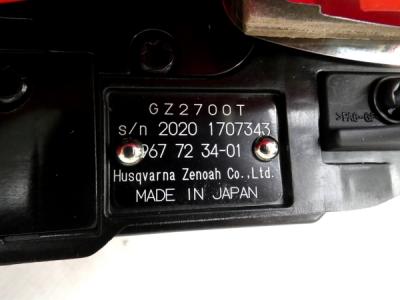 GZ2700T
s/n 2020 1707343
967 72 34-01
Husqvarna Zenoah Co.,Ltd.
MADE IN JAPAN